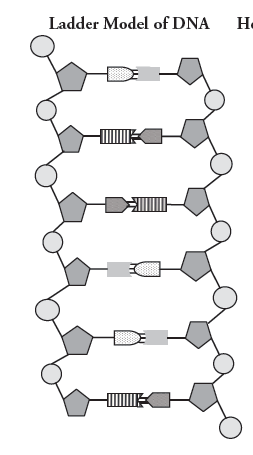 Ladder Model of DNA